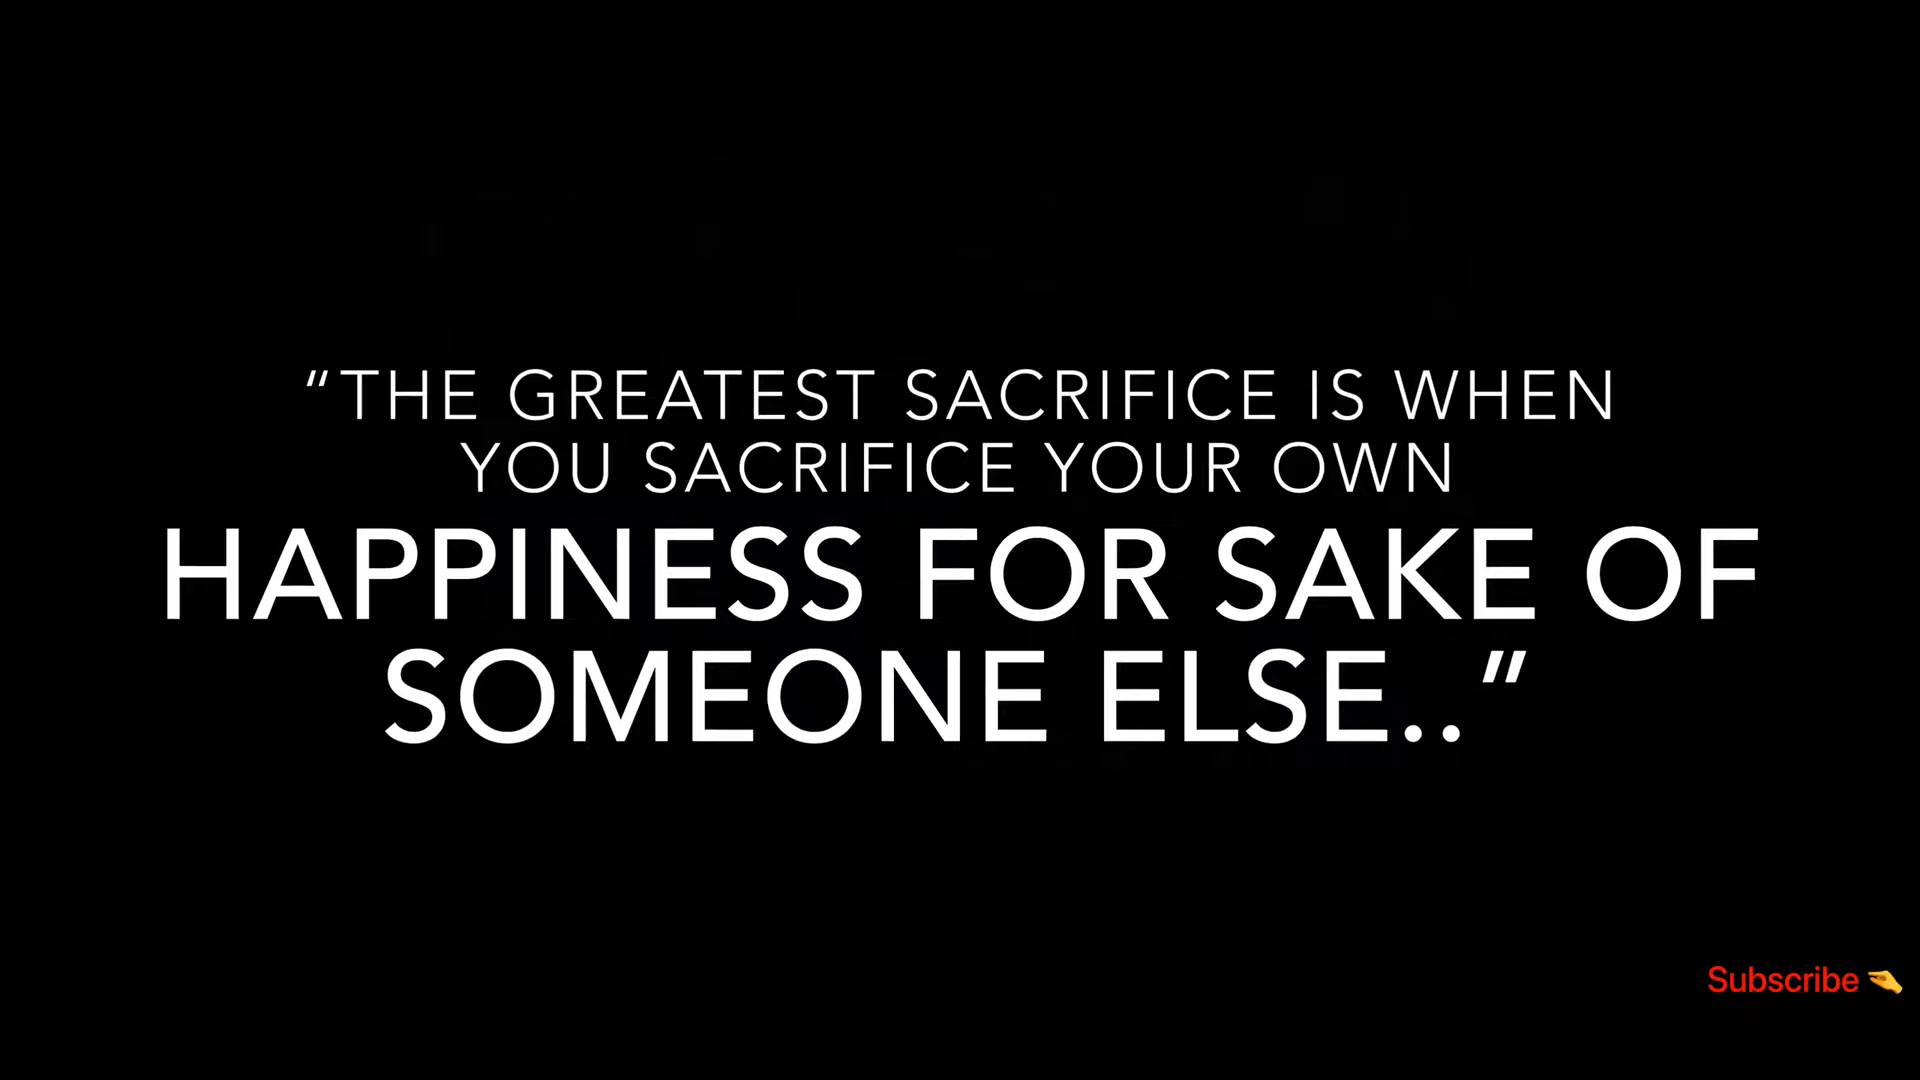 “THE GREATEST SACRIFICE IS WHEN
YOU SACRIFICE YOUR OWN
HAPPINESS FOR SAKE OF
SOMEONE ELSE..”
Subscribe